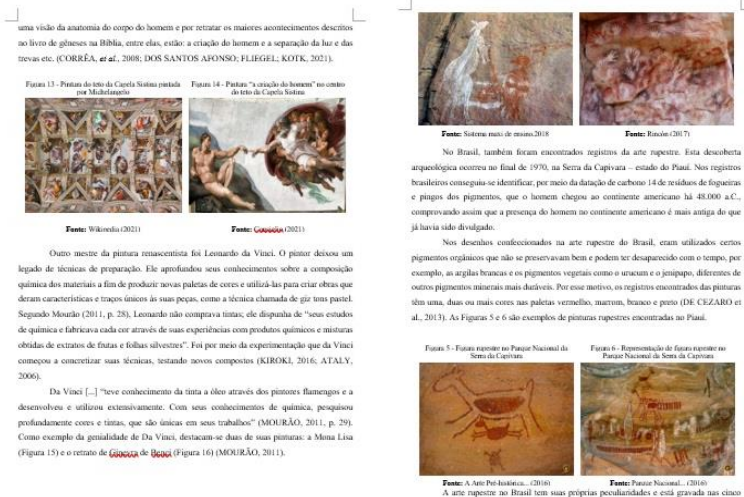 uma visão da anatomia do corpo do homem e por retratar os maiores acontecimentos descritos
no livro de gêneses na Bíblia, entre elas, estão: a criação do homem e a separação da luz e das
trevas etc. (CORRÊA, et al., 2008; DOS SANTOS AFONSO; FLIEGEL; KOTK, 2021).
Figura 13 - Pintura do teto da Capela Sistina pintada
por Michelangelo
Figura 14 - Pintura “a criação do homem” no centro
do teto da Capela Sistina
Fonte: Wikipedia (2021)
Fonte: (2021)
Outro mestre da pintura renascentista foi Leonardo da Vinci. O pintor deixou um
legado de técnicas de preparação. Ele aprofundou seus conhecimentos sobre a composição
química dos materiais a fim de produzir novas paletas de cores e utilizá-las para criar obras que
deram características e traços únicos às suas peças, como a técnica chamada de giz tons pastel.
Segundo Mourão (2011, p. 28), Leonardo não comprava tintas; ele dispunha de “seus estudos
de química e fabricava cada cor através de suas experiências com produtos químicos e misturas
obtidas de extratos de frutas e folhas silvestres”. Foi por meio da experimentação que da Vinci
começou a concretizar suas técnicas, testando novos compostos (KIROKI, 2016; ATALY,
2006).
Da Vinci [...] “teve conhecimento da tinta a óleo através dos pintores flamengos e a
desenvolveu e utilizou extensivamente. Com seus conhecimentos de química, pesquisou
profundamente cores e tintas, que são únicas em seus trabalhos” (MOURÃO, 2011, p. 29).
Como exemplo da genialidade de Da Vinci, destacam-se duas de suas pinturas: a Mona Lisa
(Figura 15) e o retrato de Ginevra de Benci (Figura 16) (MOURÃO, 2011).
Fonte: Sistema maxi de ensino.2018
Fonte: Rincón (2017)
No Brasil, também foram encontrados registros da arte rupestre. Esta descoberta
arqueológica ocorreu no final de 1970, na Serra da Capivara – estado do Piauí. Nos registros
brasileiros conseguiu-se identificar, por meio da datação de carbono 14 de resíduos de fogueiras
e pingos dos pigmentos, que o homem chegou ao continente americano há 48.000 a.C.,
comprovando assim que a presença do homem no continente americano é mais antiga do que
já havia sido divulgado.
Nos desenhos confeccionados na arte rupestre do Brasil, eram utilizados certos
pigmentos orgânicos que não se preservavam bem e podem ter desaparecido com o tempo, por
exemplo, as argilas brancas e os pigmentos vegetais como o urucum e o jenipapo, diferentes de
outros pigmentos minerais mais duráveis. Por esse motivo, os registros encontrados das pinturas
têm uma, duas ou mais cores nas paletas vermelho, marrom, branco e preto (DE CEZARO et
al., 2013). As Figuras 5 e 6 são exemplos de pinturas rupestres encontradas no Piauí.
Figura 5 - Figura rupestre no Parque Nacional da
Serra da Capivara
Figura 6 - Representação de figura rupestre no
Parque Nacional da Serra da Capivara
Fonte: A Arte Pré-histórica... (2016)
Fonte: Parque Nacional... (2016)
A arte rupestre no Brasil tem suas próprias peculiaridades e está gravada nas cinco